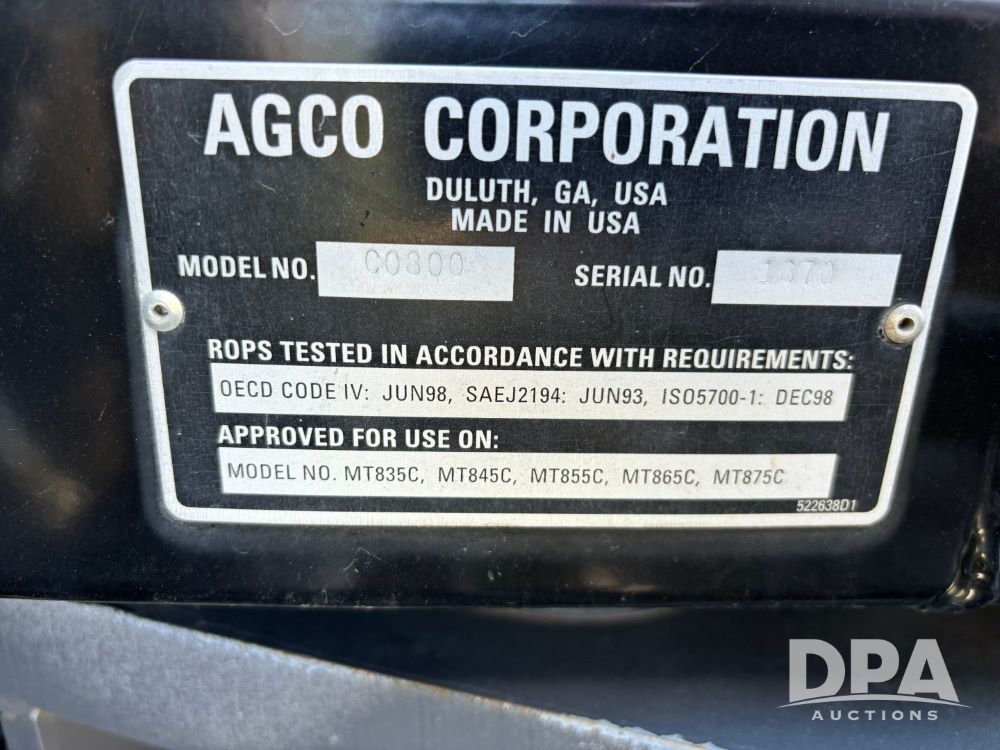 AGCO CORPORATION
DULUTH, GA, USA
MADE IN USA
MODEL NO. C0800
SERIAL NO. 1670
ROPS TESTED IN ACCORDANCE WITH REQUIREMENTS:
OECD CODE IV: JUN98, SAEJ2194: JUN93, ISO5700-1: DEC98
APPROVED FOR USE ON:
MODEL NO. MT835C, MT845C, MT855C, MT865C, MT875C
522638D1
DPA
AUCTIONS